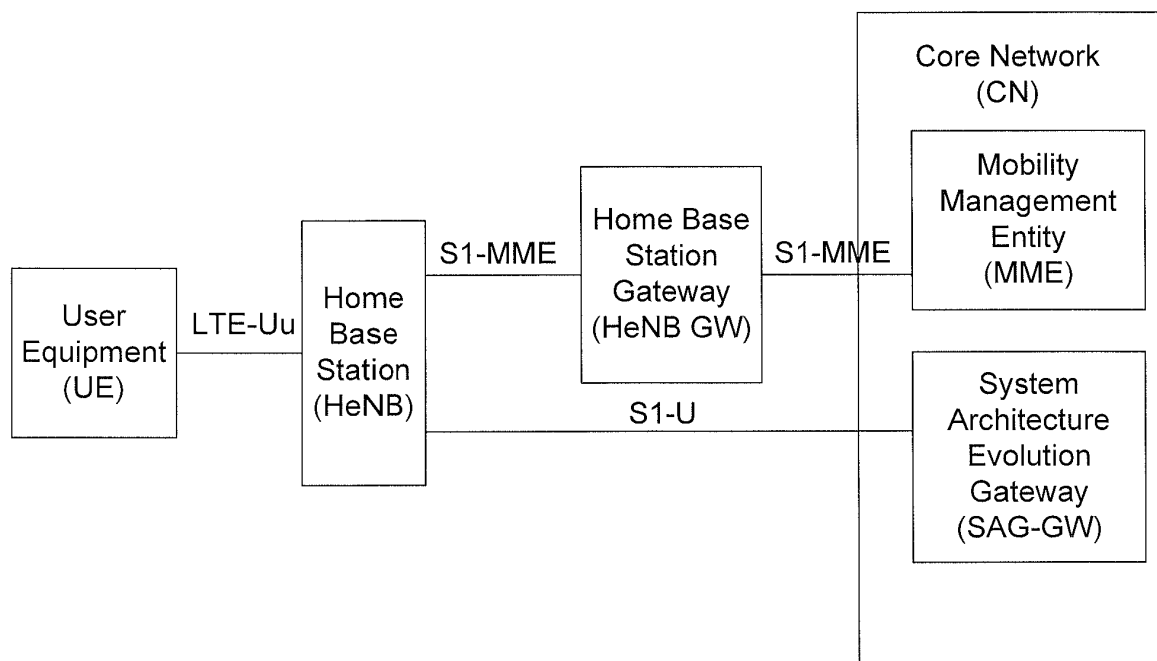 Core Network
(CN)
Mobility
Management
Entity
(MME)
Home Base
Station
Gateway
(HeNB GW)
S1-MME
S1-MME
User
Equipment
(UE)
LTE-Uu
Home
Base
Station
(HeNB)
S1-U
System
Architecture
Evolution
Gateway
(SAG-GW)